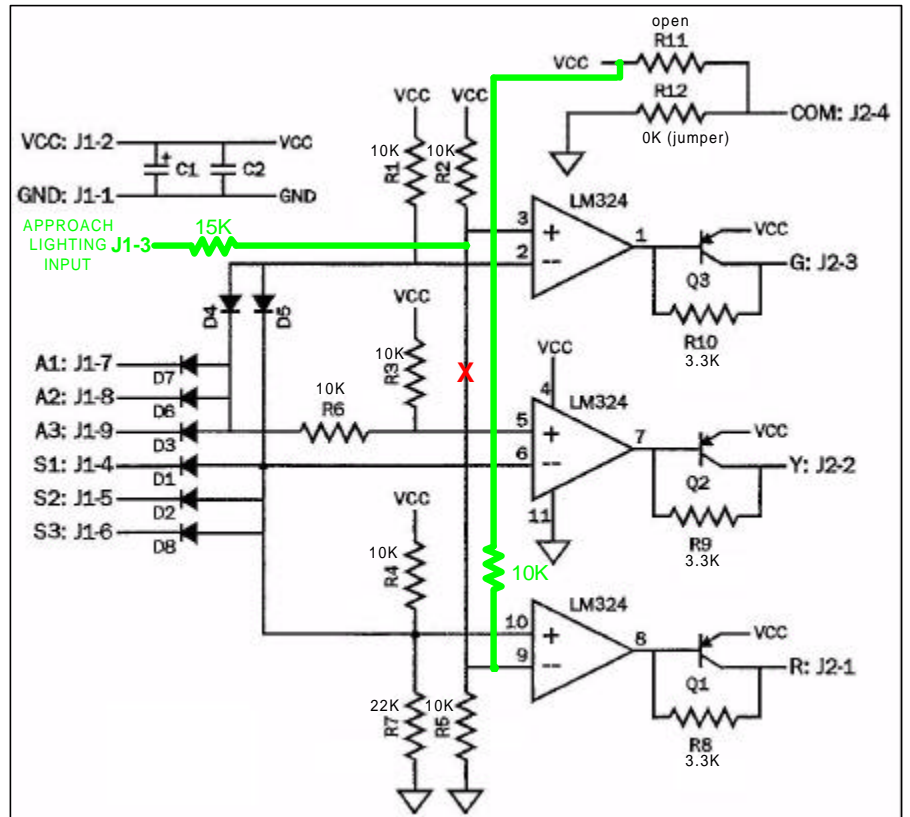 open
R11
VCC
R12
COM: J2-4
0K (jumper)
VCC VCC
VCC: J1-2
VCC
+
C1
C2
10K
R1
10K
R2
GND: J1-1
GND
LM324
APPROACH
LIGHTING
INPUT
J1-3
15K
3
+
2
--
1
VCC
G: J2-3
Q3
R10
3.3K
D4
D5
VCC
10K
R3
X
A1: J1-7
D7
A2: J1-8
D6
A3: J1-9
D3
10K
R6
S1: J1-4
D1
S2: J1-5
D2
S3: J1-6
D8
VCC
4
LM324
5
+
6
--
7
11
VCC
Y: J2-2
Q2
R9
3.3K
VCC
10K
R4
10K
LM324
10
+
9
--
8
VCC
R: J2-1
Q1
R8
3.3K
22K
R7
10K
R5